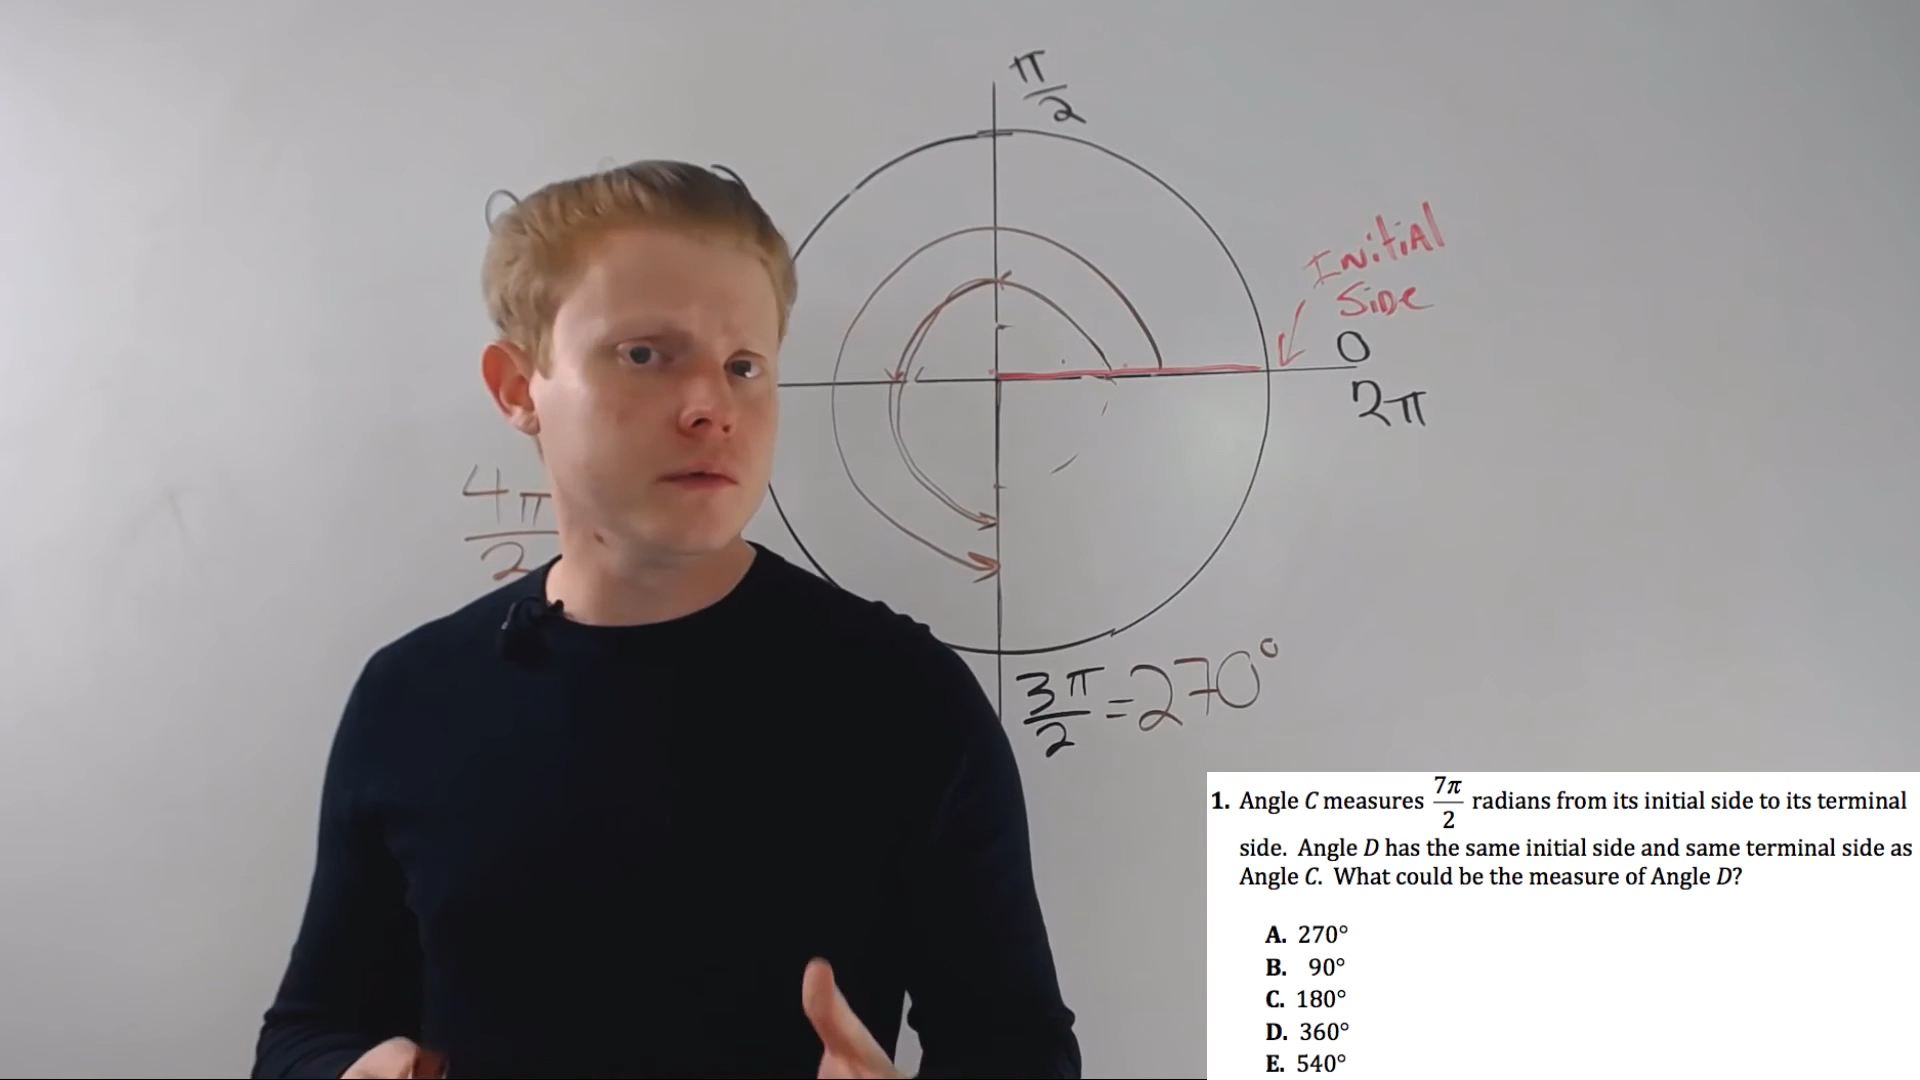 π
2
Initial
Side
0
2π
4π
2
3π
2
=270°
1. Angle C measures 7π/2 radians from its initial side to its terminal
side. Angle D has the same initial side and same terminal side as
Angle C. What could be the measure of Angle D?
A. 270°
B. 90°
C. 180°
D. 360°
E. 540°